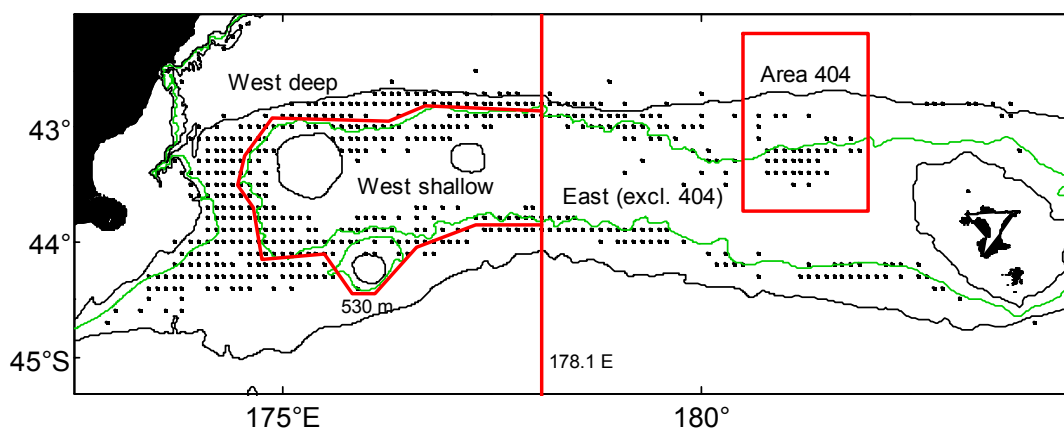 West deep
Area 404
43°
West shallow
East (excl. 404)
44°
530 m
45°S
178.1 E
175°E
180°